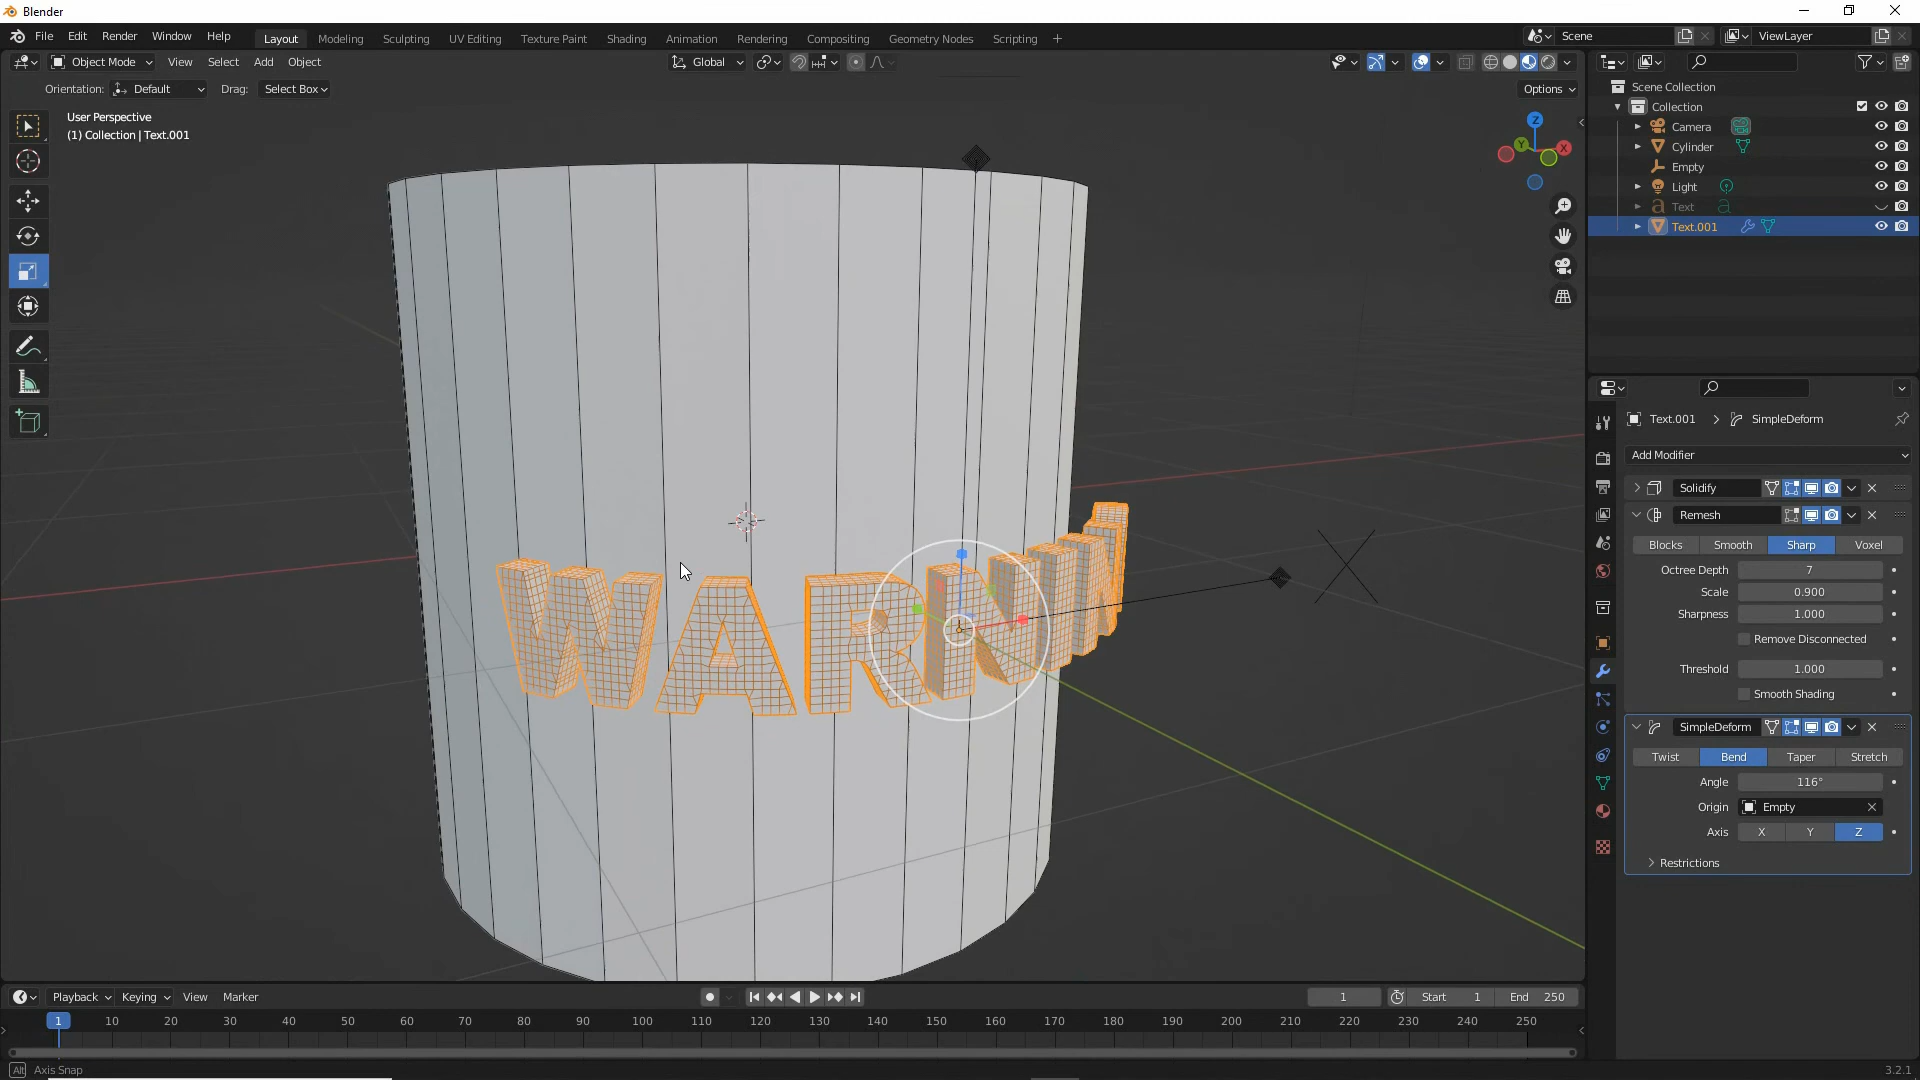 Blender
File Edit Render Window Help Layout Modeling Sculpting UV Editing Texture Paint Shading Animation Rendering Compositing Geometry Nodes Scripting + Scene ViewLayer
Object Mode View Select Add Object Global
Orientation: Default Drag: Select Box Options
User Perspective
(1) Collection | Text.001
Z
Y
X
Scene Collection
Collection
Camera
Cylinder
Empty
Light
Text
Text.001
Text.001 > SimpleDeform
Add Modifier
Solidify
Remesh
Blocks Smooth Sharp Voxel
Octree Depth 7
Scale 0.900
Sharpness 1.000
Remove Disconnected
Threshold 1.000
Smooth Shading
SimpleDeform
Twist Bend Taper Stretch
Angle 116°
Origin Empty
Axis X Y Z
Restrictions
Playback Keying View Marker 1 Start 1 End 250
1 10 20 30 40 50 60 70 80 90 100 110 120 130 140 150 160 170 180 190 200 210 220 230 240 250
Alt Axis Snap 3.2.1